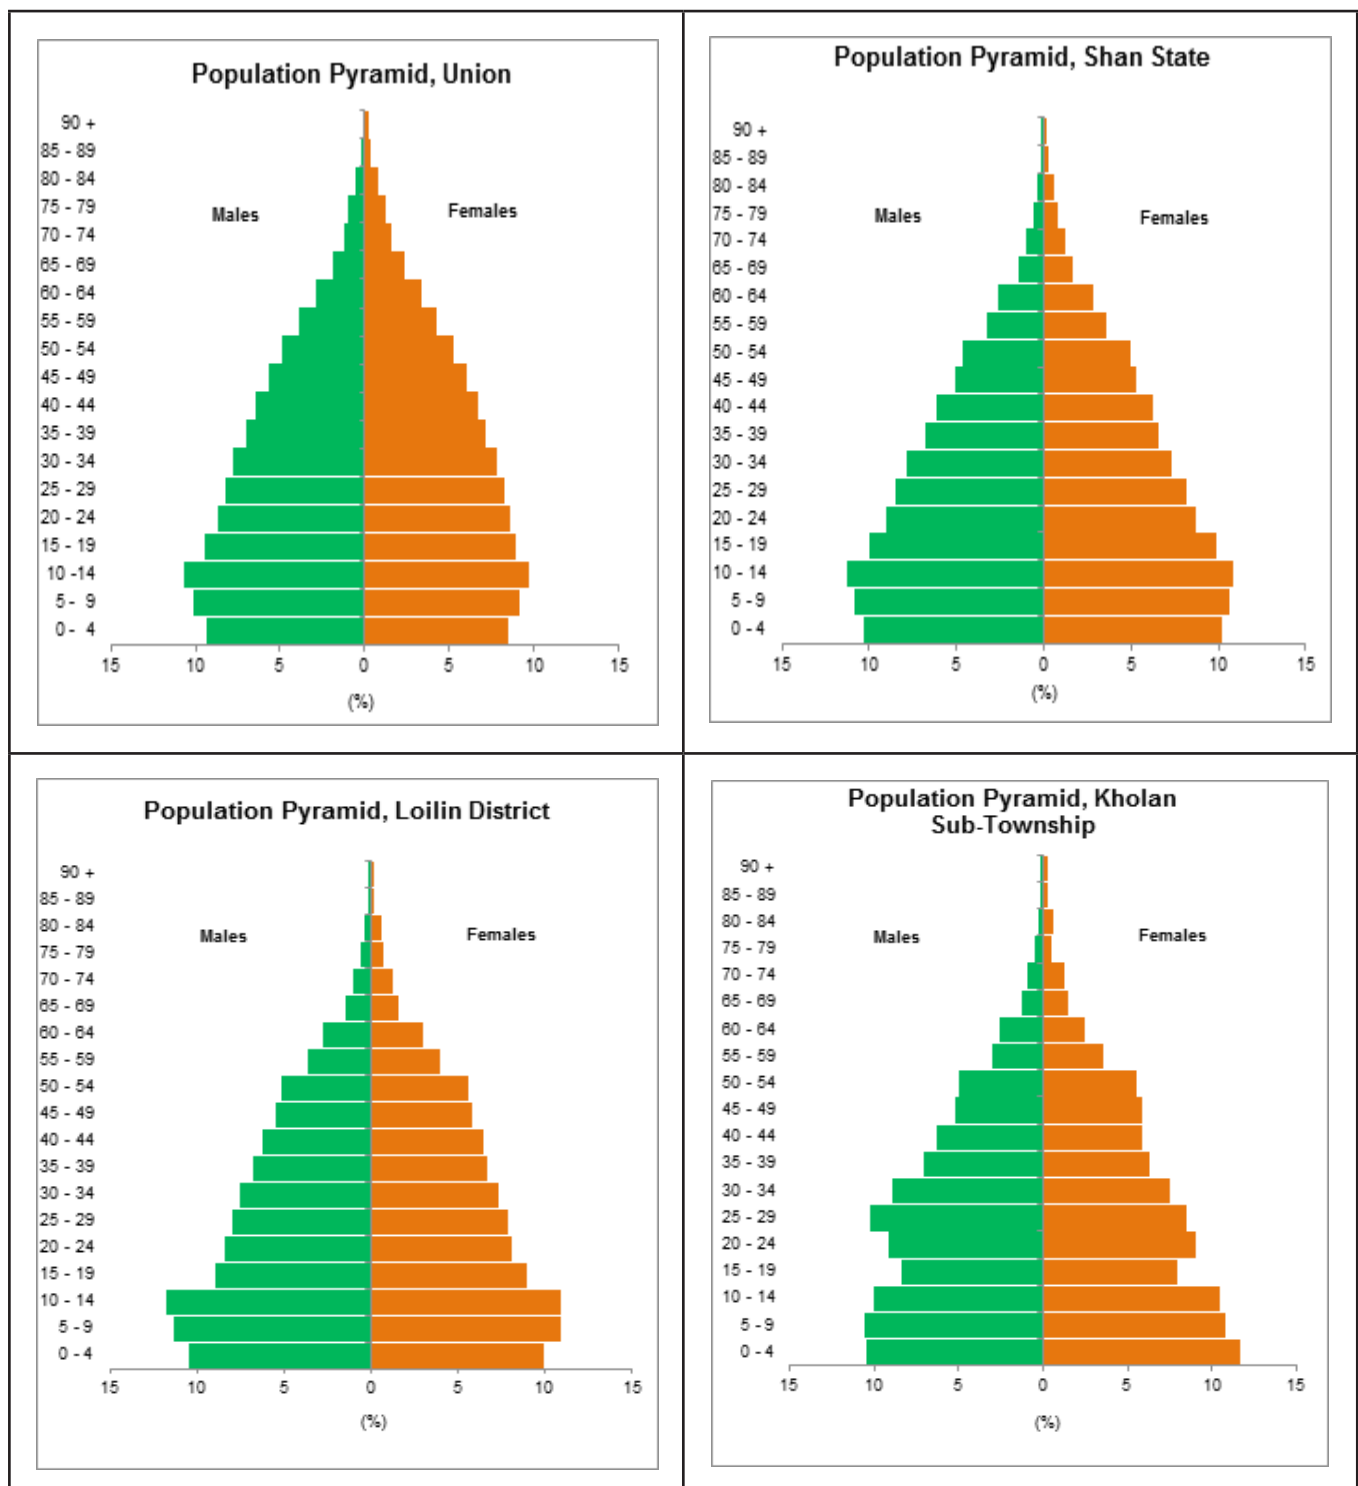 Population Pyramid, Union
90 +
85 - 89
80 - 84
75 - 79
70 - 74
65 - 69
60 - 64
55 - 59
50 - 54
45 - 49
40 - 44
35 - 39
30 - 34
25 - 29
20 - 24
15 - 19
10 -14
5 - 9
0 - 4
Males
Females
15 10 5 0 5 10 15
(%)
Population Pyramid, Shan State
90 +
85 - 89
80 - 84
75 - 79
70 - 74
65 - 69
60 - 64
55 - 59
50 - 54
45 - 49
40 - 44
35 - 39
30 - 34
25 - 29
20 - 24
15 - 19
10 - 14
5 - 9
0 - 4
Males
Females
15 10 5 0 5 10 15
(%)
Population Pyramid, Loilin District
90 +
85 - 89
80 - 84
75 - 79
70 - 74
65 - 69
60 - 64
55 - 59
50 - 54
45 - 49
40 - 44
35 - 39
30 - 34
25 - 29
20 - 24
15 - 19
10 - 14
5 - 9
0 - 4
Males
Females
15 10 5 0 5 10 15
(%)
Population Pyramid, Kholan
Sub-Township
90 +
85 - 89
80 - 84
75 - 79
70 - 74
65 - 69
60 - 64
55 - 59
50 - 54
45 - 49
40 - 44
35 - 39
30 - 34
25 - 29
20 - 24
15 - 19
10 - 14
5 - 9
0 - 4
Males
Females
15 10 5 0 5 10 15
(%)